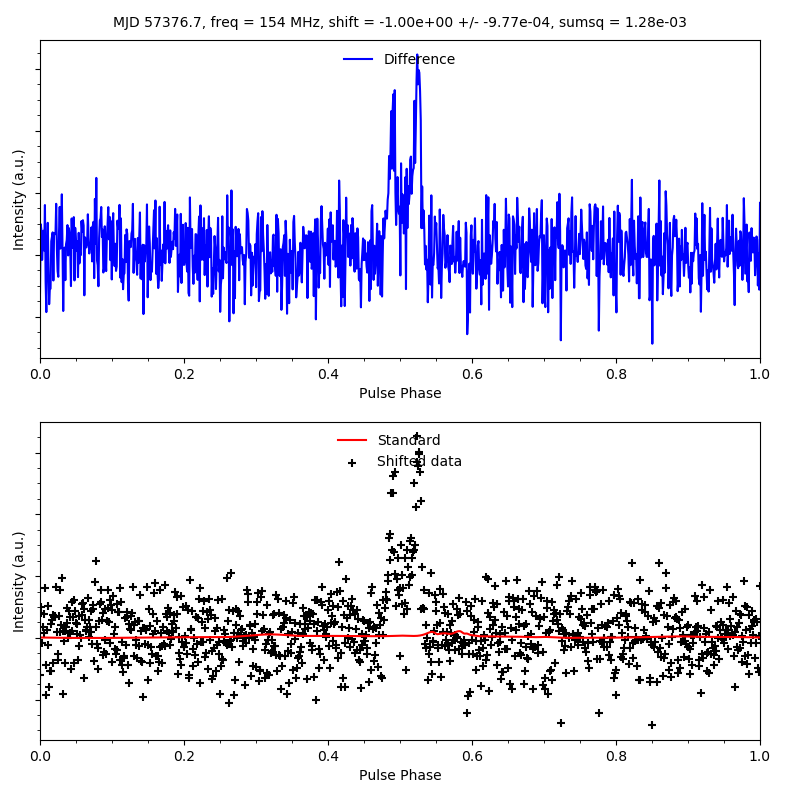 MJD 57376.7, freq = 154 MHz, shift = -1.00e+00 +/- -9.77e-04, sumsq = 1.28e-03
Difference
Intensity (a.u.)
0.0 0.2 0.4 0.6 0.8 1.0
Pulse Phase
Standard
Shifted data
Intensity (a.u.)
0.0 0.2 0.4 0.6 0.8 1.0
Pulse Phase